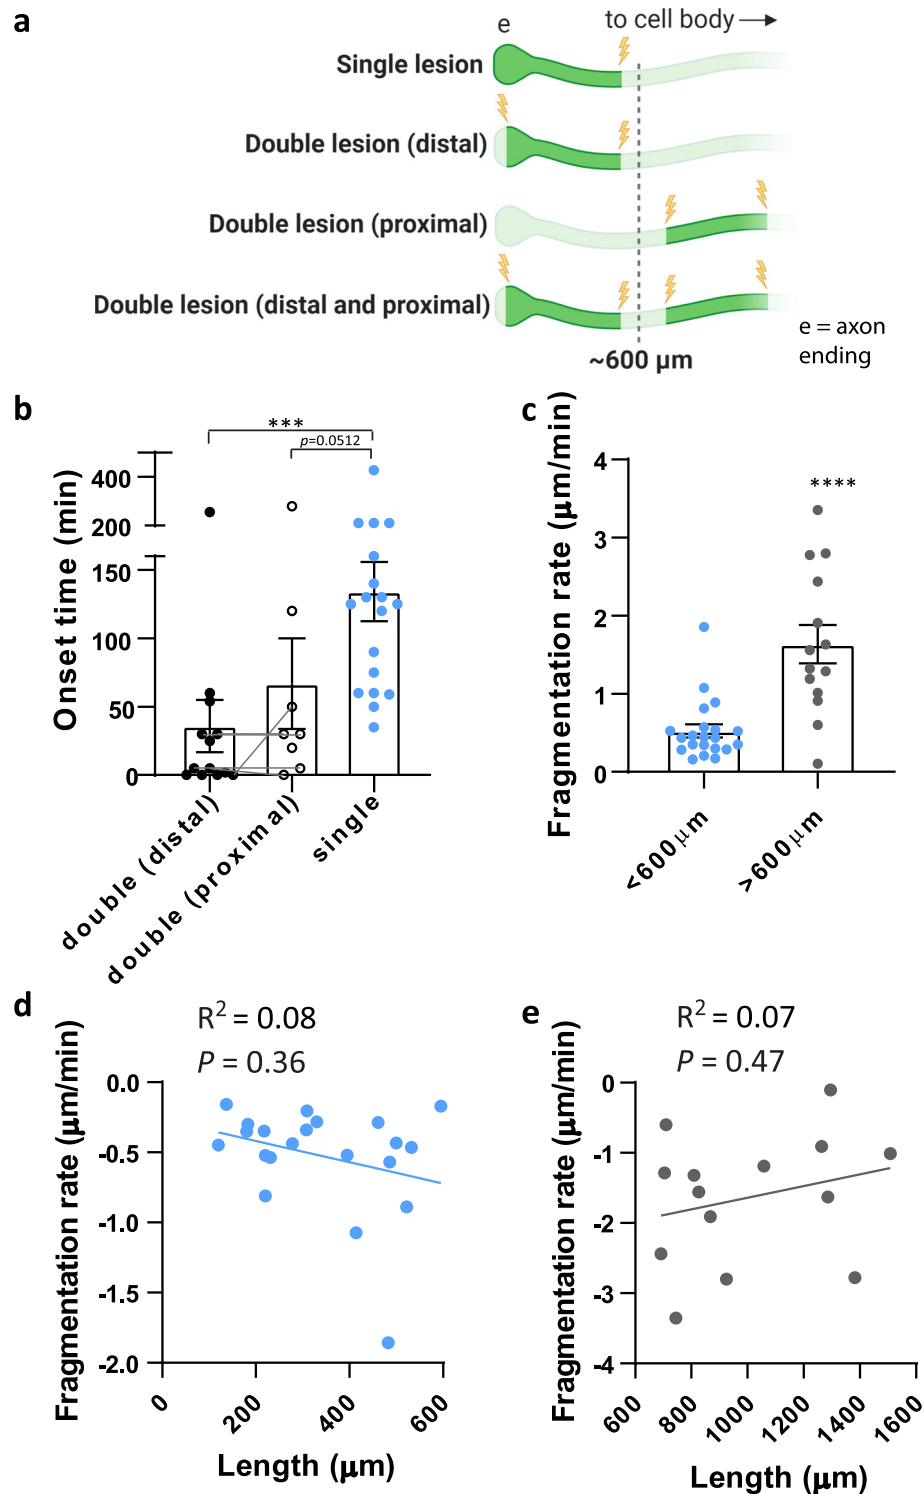 a
e
to cell body
Single lesion
Double lesion (distal)
Double lesion (proximal)
Double lesion (distal and proximal)
~600 µm
e = axon
ending
b
***
p=0.0512
Onset time (min)
400
200
150
100
50
0
double (distal)
double (proximal)
single
c
****
Fragmentation rate (µm/min)
4
3
2
1
0
<600µm
>600µm
d
R² = 0.08
P = 0.36
Fragmentation rate (µm/min)
0.0
-0.5
-1.0
-1.5
-2.0
0
200
400
600
Length (µm)
e
R² = 0.07
P = 0.47
Fragmentation rate (µm/min)
0
-1
-2
-3
-4
600
800
1000
1200
1400
1600
Length (µm)